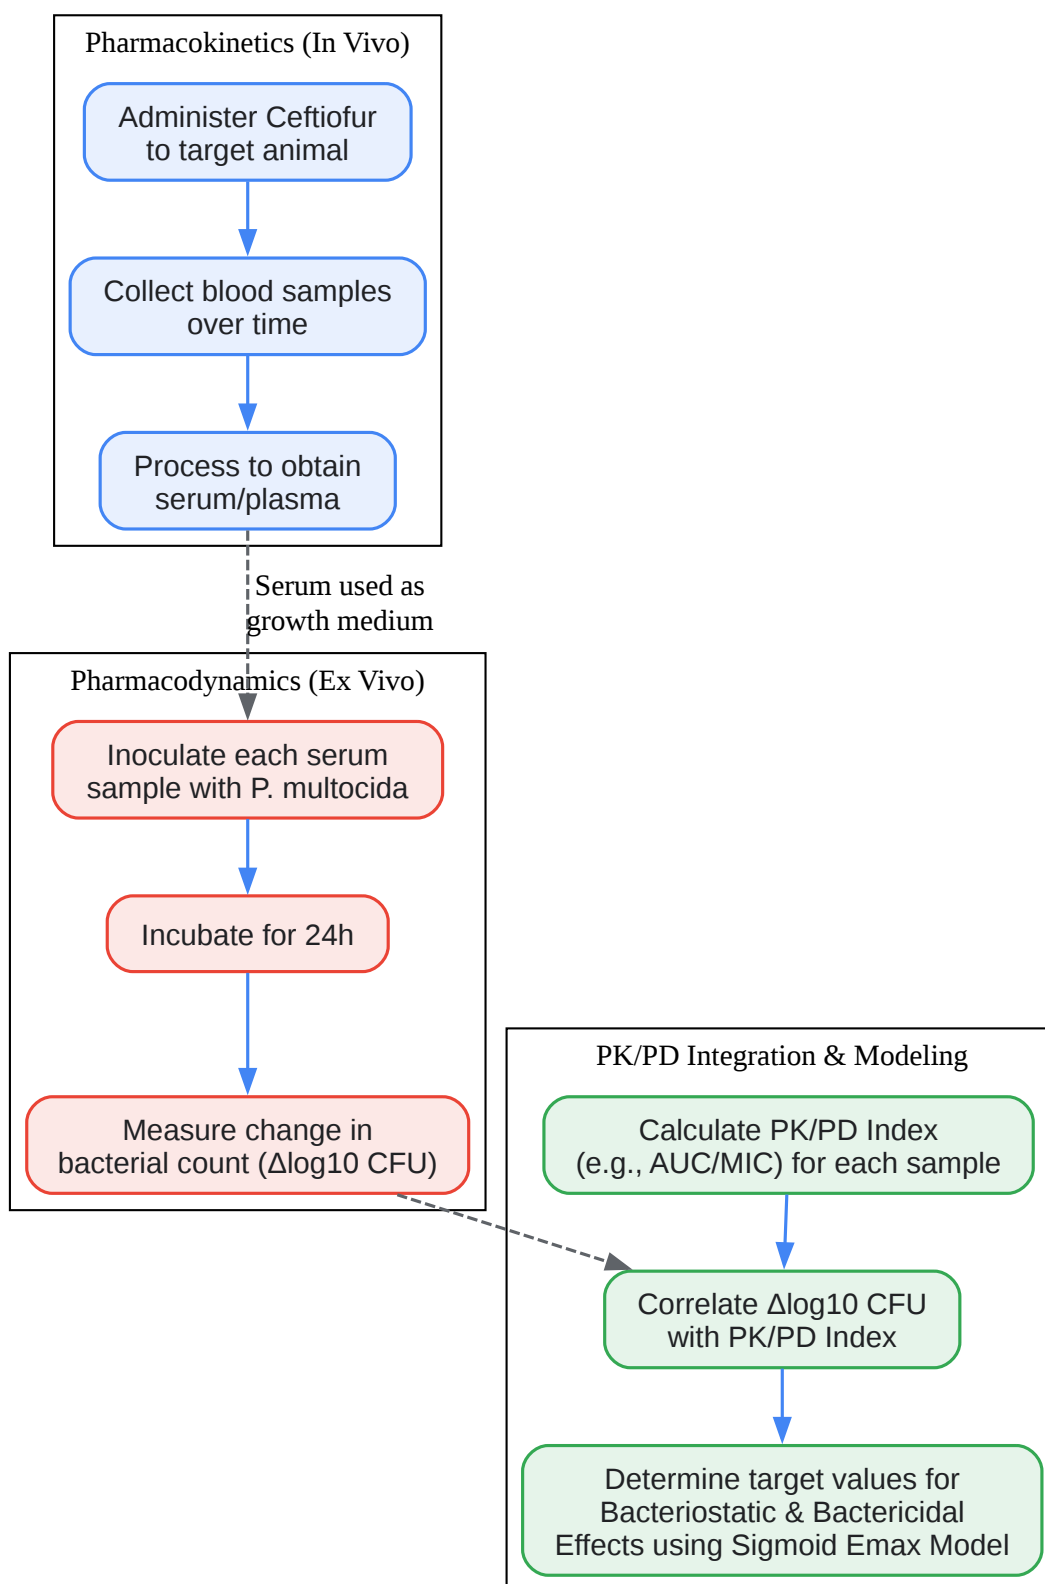 Pharmacokinetics (In Vivo)
Administer Ceftiofur
to target animal
Collect blood samples
over time
Process to obtain
serum/plasma
Serum used as
growth medium
Pharmacodynamics (Ex Vivo)
Inoculate each serum
sample with P. multocida
Incubate for 24h
Measure change in
bacterial count (Δlog10 CFU)
PK/PD Integration & Modeling
Calculate PK/PD Index
(e.g., AUC/MIC) for each sample
Correlate Δlog10 CFU
with PK/PD Index
Determine target values for
Bacteriostatic & Bactericidal
Effects using Sigmoid Emax Model